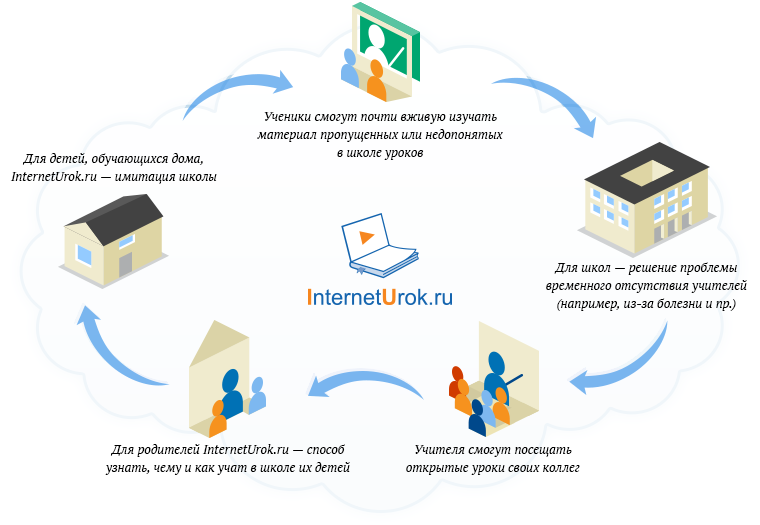 Ученики смогут почти вживую изучать
материал пропущенных или недопонятых
в школе уроков
Для детей, обучающихся дома,
InternetUrok.ru — имитация школы
InternetUrok.ru
Для школ — решение проблемы
временного отсутствия учителей
(например, из-за болезни и пр.)
Для родителей InternetUrok.ru — способ
узнать, чему и как учат в школе их детей
Учителя смогут посещать
открытые уроки своих коллег